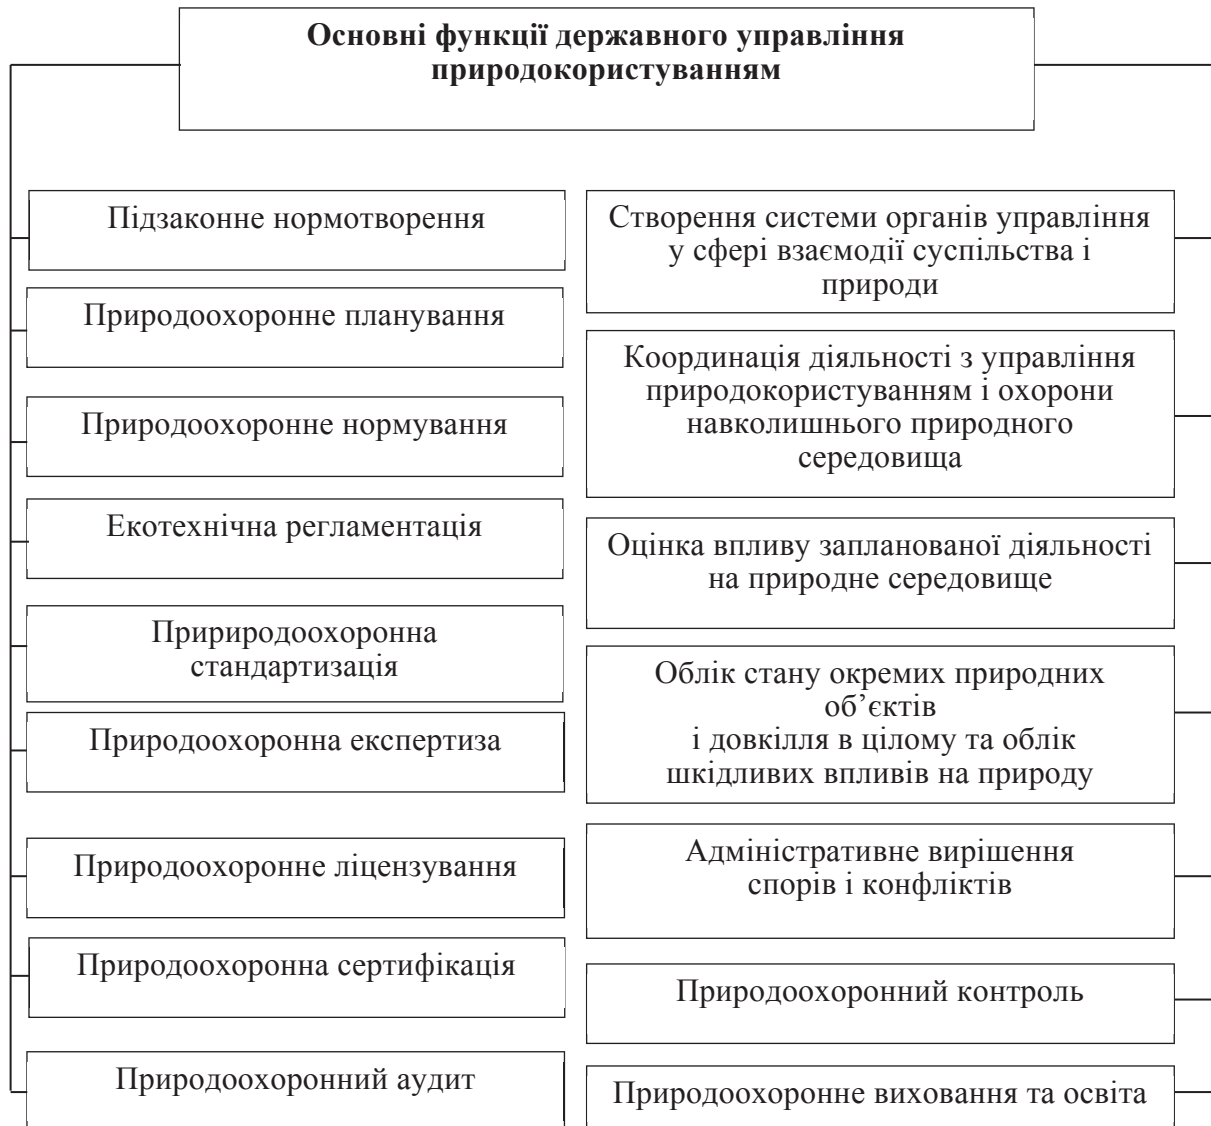 Основні функції державного управління
природокористуванням
Підзаконне нормотворення
Природоохоронне планування
Природоохоронне нормування
Екотехнічна регламентація
Пририродоохоронна
стандартизація
Природоохоронна експертиза
Природоохоронне ліцензування
Природоохоронна сертифікація
Природоохоронний аудит
Створення системи органів управління
у сфері взаємодії суспільства і
природи
Координація діяльності з управління
природокористуванням і охорони
навколишнього природного
середовища
Оцінка впливу запланованої діяльності
на природне середовище
Облік стану окремих природних
об’єктів
і довкілля в цілому та облік
шкідливих впливів на природу
Адміністративне вирішення
спорів і конфліктів
Природоохоронний контроль
Природоохоронне виховання та освіта